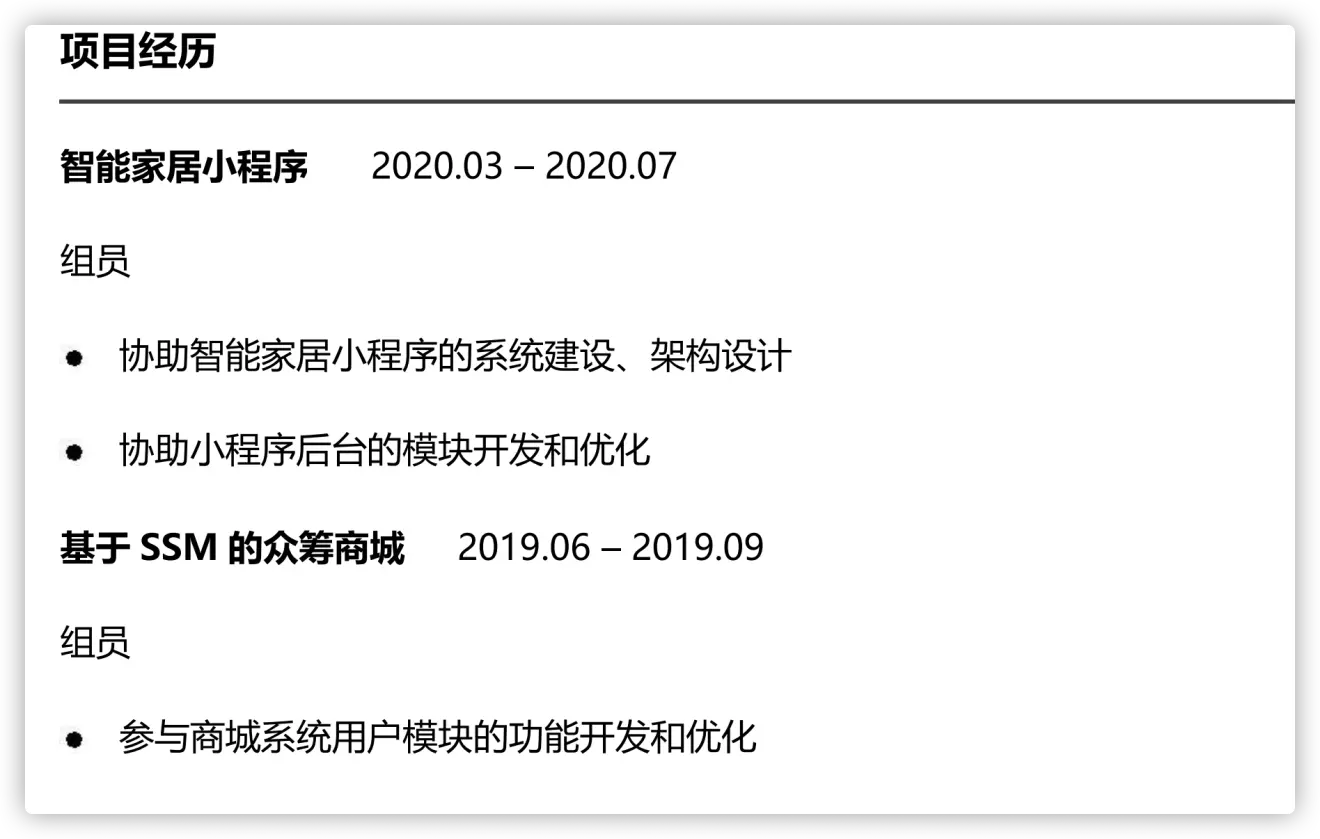 项目经历
智能家居小程序 2020.03 – 2020.07
组员
● 协助智能家居小程序的系统建设、架构设计
● 协助小程序后台的模块开发和优化
基于 SSM 的众筹商城 2019.06 – 2019.09
组员
● 参与商城系统用户模块的功能开发和优化